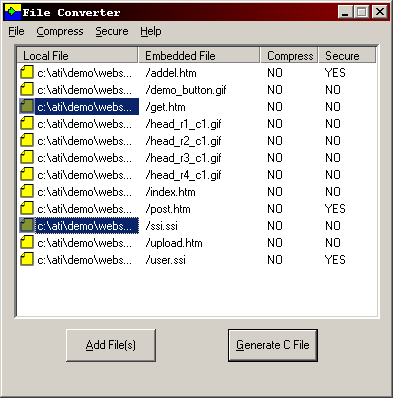 File Converter
File Compress Secure Help
Local File Embedded File Compress Secure
c:\ati\demo\webs... /addel.htm NO YES
c:\ati\demo\webs... /demo_button.gif NO NO
c:\ati\demo\webs... /get.htm NO NO
c:\ati\demo\webs... /head_r1_c1.gif NO NO
c:\ati\demo\webs... /head_r2_c1.gif NO NO
c:\ati\demo\webs... /head_r3_c1.gif NO NO
c:\ati\demo\webs... /head_r4_c1.gif NO NO
c:\ati\demo\webs... /index.htm NO NO
c:\ati\demo\webs... /post.htm NO YES
c:\ati\demo\webs... /ssi.ssi NO NO
c:\ati\demo\webs... /upload.htm NO NO
c:\ati\demo\webs... /user.ssi NO YES
Add File(s) Generate C File